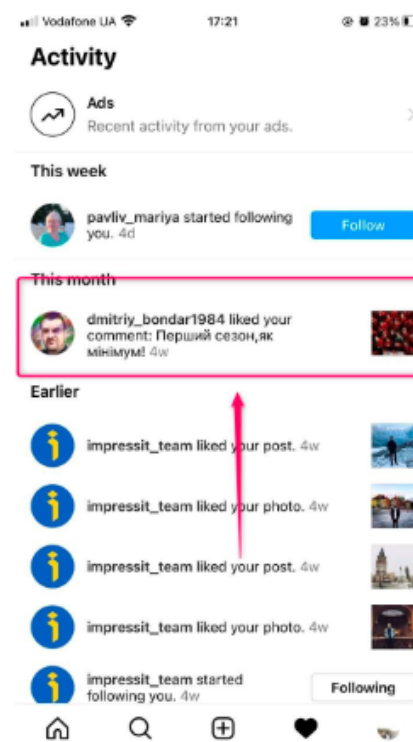 Vodafone UA 17:21 23%
Activity
Ads
Recent activity from your ads.
This week
pavliv_mariya started following
you. 4d
Follow
This month
dmitriy_bondar1984 liked your
comment: Перший сезон,як
мінімум! 4w
Earlier
impressit_team liked your post. 4w
impressit_team liked your photo. 4w
impressit_team liked your post. 4w
impressit_team liked your photo. 4w
impressit_team started
following you. 4w
Following